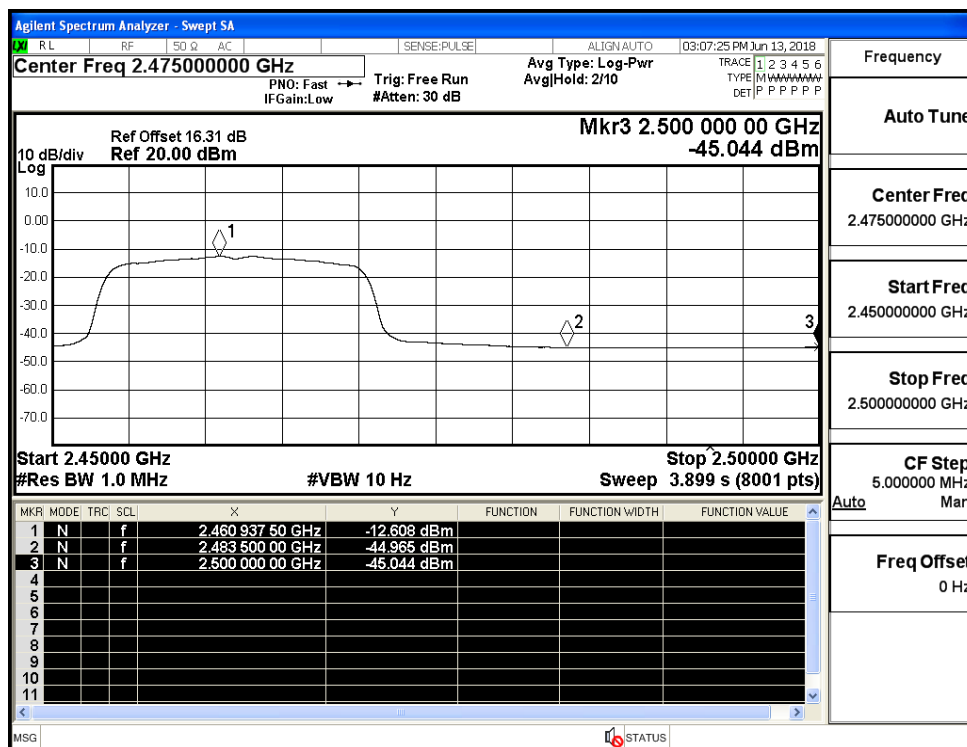 Agilent Spectrum Analyzer - Swept SA
LXI RL RF 50 Ω AC SENSE:PULSE ALIGN AUTO 03:07:25 PM Jun 13, 2018
Center Freq 2.475000000 GHz
PNO: Fast
IFGain:Low
Trig: Free Run
#Atten: 30 dB
Avg Type: Log-Pwr
Avg|Hold: 2/10
TRACE 1 2 3 4 5 6
TYPE M WWWWW
DET P P P P P P
Ref Offset 16.31 dB
10 dB/div Ref 20.00 dBm
Log
Mkr3 2.500 000 00 GHz
-45.044 dBm
10.0
0.00
-10.0
-20.0
-30.0
-40.0
-50.0
-60.0
-70.0
1
2
3
Start 2.45000 GHz Stop 2.50000 GHz
#Res BW 1.0 MHz #VBW 10 Hz Sweep 3.899 s (8001 pts)
MKR MODE TRC SCL X Y FUNCTION FUNCTION WIDTH FUNCTION VALUE
1 N f 2.460 937 50 GHz -12.608 dBm
2 N f 2.483 500 00 GHz -44.965 dBm
3 N f 2.500 000 00 GHz -45.044 dBm
4
5
6
7
8
9
10
11
MSG STATUS
Frequency
Auto Tune
Center Freq
2.475000000 GHz
Start Freq
2.450000000 GHz
Stop Freq
2.500000000 GHz
CF Step
5.000000 MHz
Auto Man
Freq Offset
0 Hz